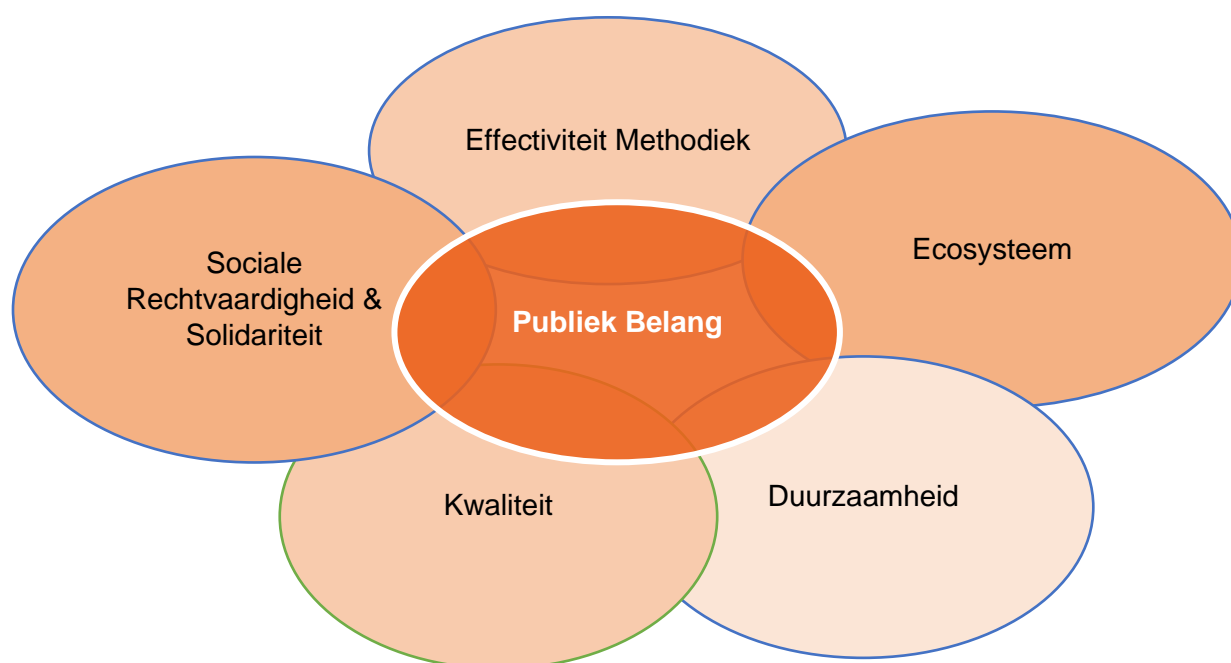 Effectiviteit Methodiek
Ecosysteem
Sociale
Rechtvaardigheid &
Solidariteit
Publiek Belang
Kwaliteit
Duurzaamheid